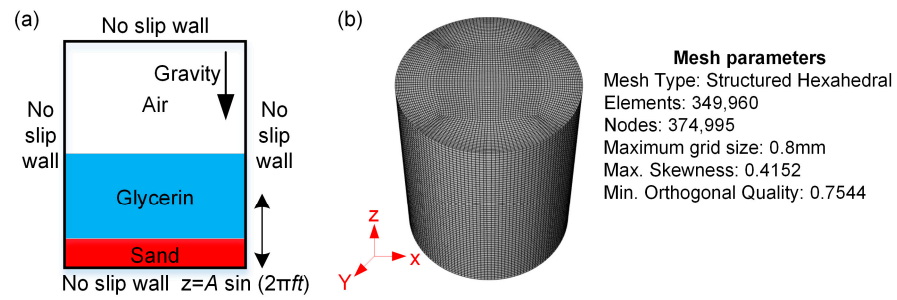 (a)
No slip wall
Gravity
Air
No
slip
wall
No
slip
wall
Glycerin
Sand
No slip wall z=A sin (2πft)
(b)
z
x
Y
Mesh parameters
Mesh Type: Structured Hexahedral
Elements: 349,960
Nodes: 374,995
Maximum grid size: 0.8mm
Max. Skewness: 0.4152
Min. Orthogonal Quality: 0.7544